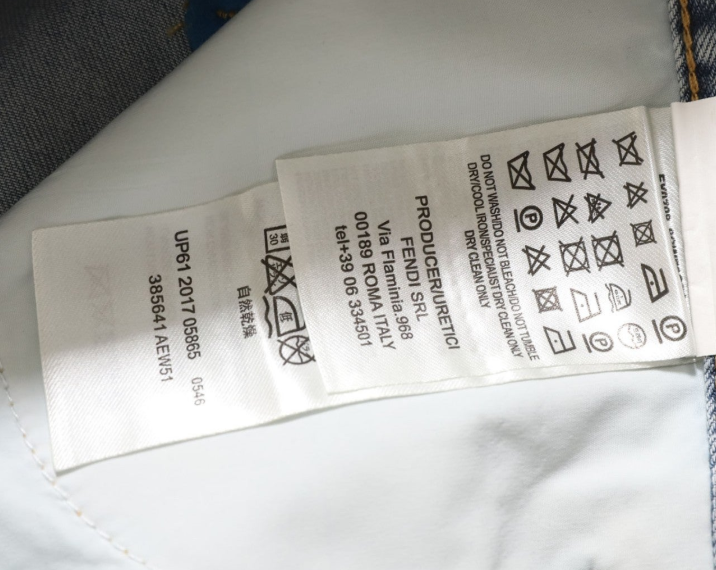 DO NOT WASH/DO NOT BLEACH/DO NOT TUMBLE
DRY/COOL IRON/SPECIALIST DRY CLEAN ONLY
DRY CLEAN ONLY
PRODUCER/URETICI
FENDI SRL
Via Flaminia.968
00189 ROMA ITALY
tel+39 06 334501
30
低
自然乾燥
UP61 2017 05865 0546
385641 AEW51